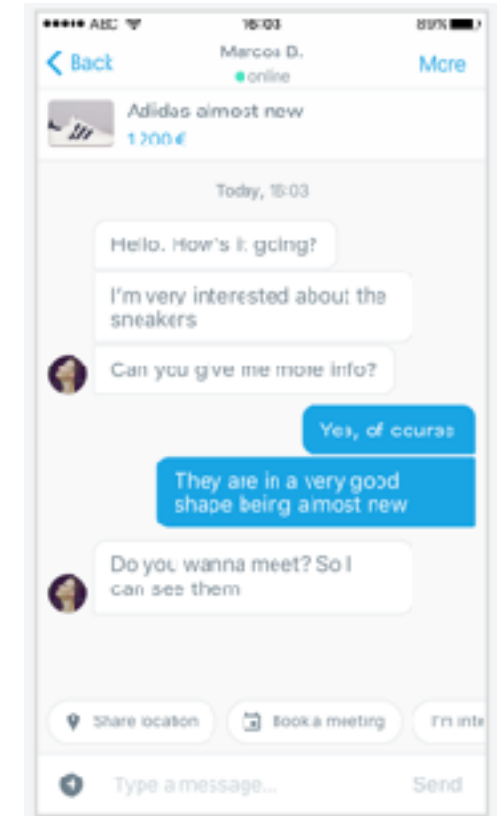 ABC 16:03 89%
Back Marcos D. More
online
Adidas almost new
1200 €
Today, 16:03
Hello. How's it going?
I'm very interested about the
sneakers
Can you give me more info?
Yes, of course
They are in a very good
shape being almost new
Do you wanna meet? So I
can see them
Share location Book a meeting I'm inte
Type a message... Send